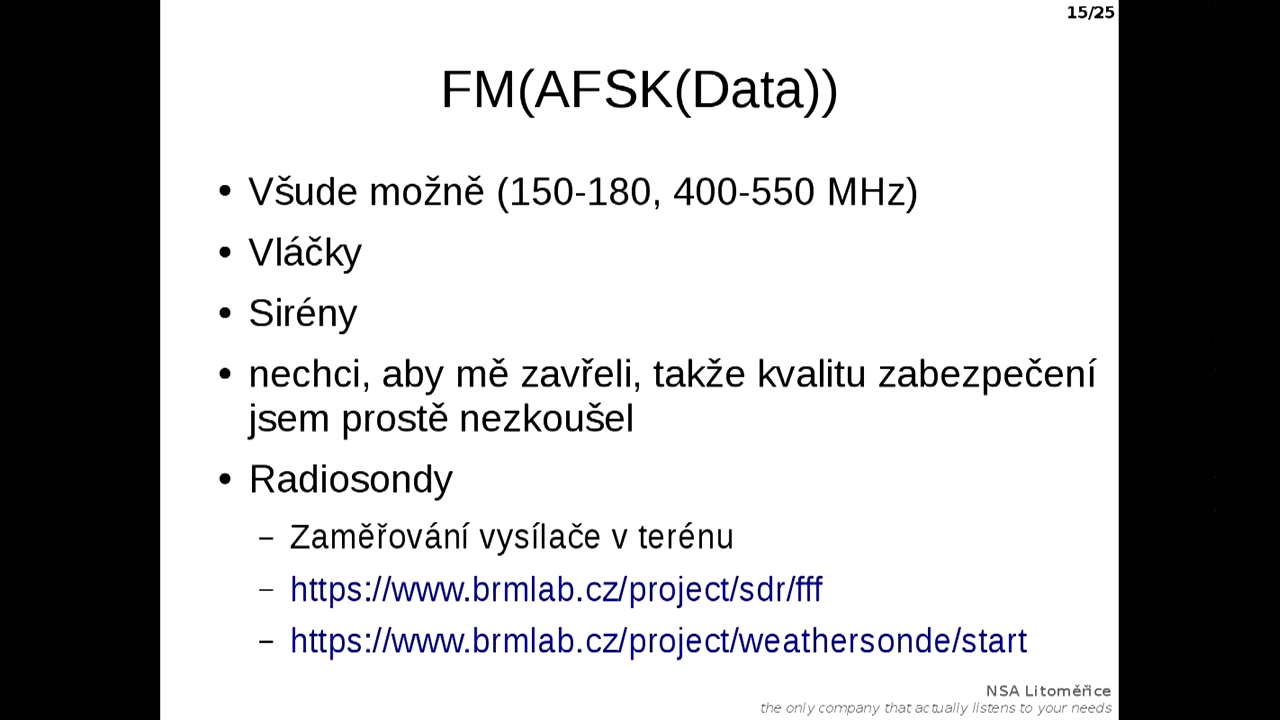 15/25
FM(AFSK(Data))
• Všude možně (150-180, 400-550 MHz)
• Vláčky
• Sirény
• nechci, aby mě zavřeli, takže kvalitu zabezpečení
jsem prostě nezkoušel
• Radiosondy
– Zaměřování vysílače v terénu
– https://www.brmlab.cz/project/sdr/fff
– https://www.brmlab.cz/project/weathersonde/start
NSA Litoměřice
the only company that actually listens to your needs